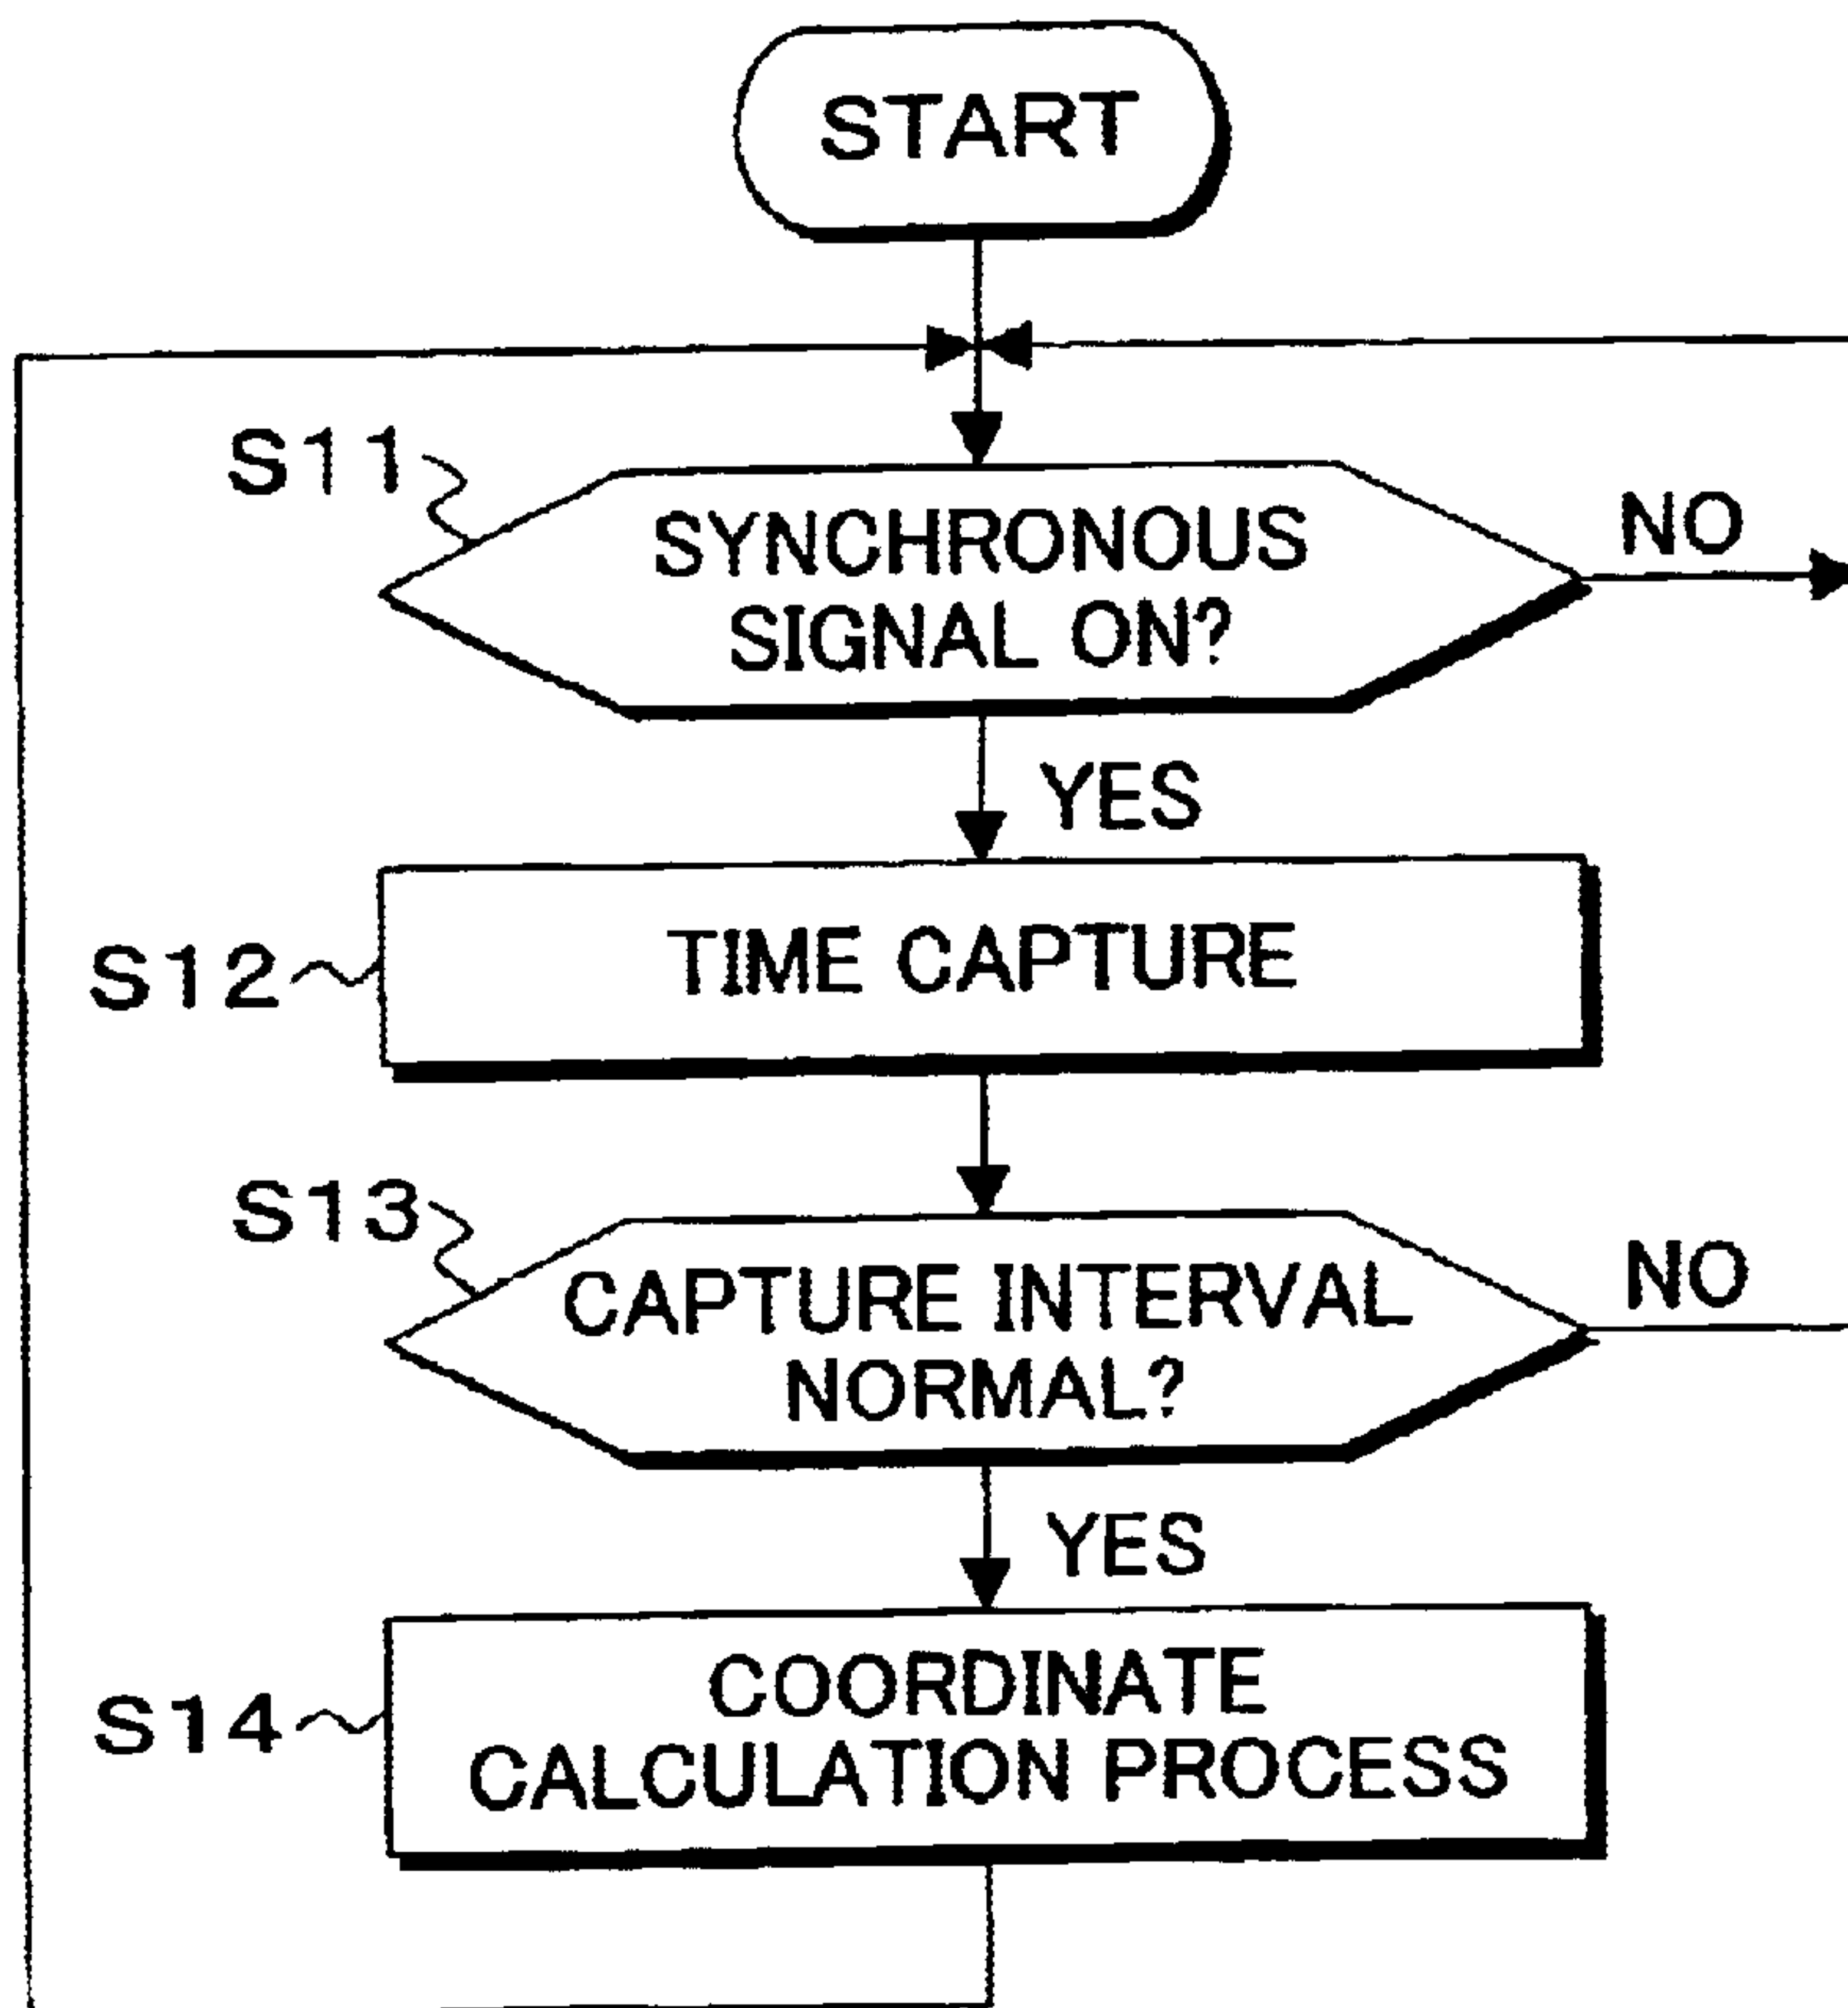 START
S11
SYNCHRONOUS
SIGNAL ON?
NO
YES
S12
TIME CAPTURE
S13
CAPTURE INTERVAL
NORMAL?
NO
YES
S14
COORDINATE
CALCULATION PROCESS